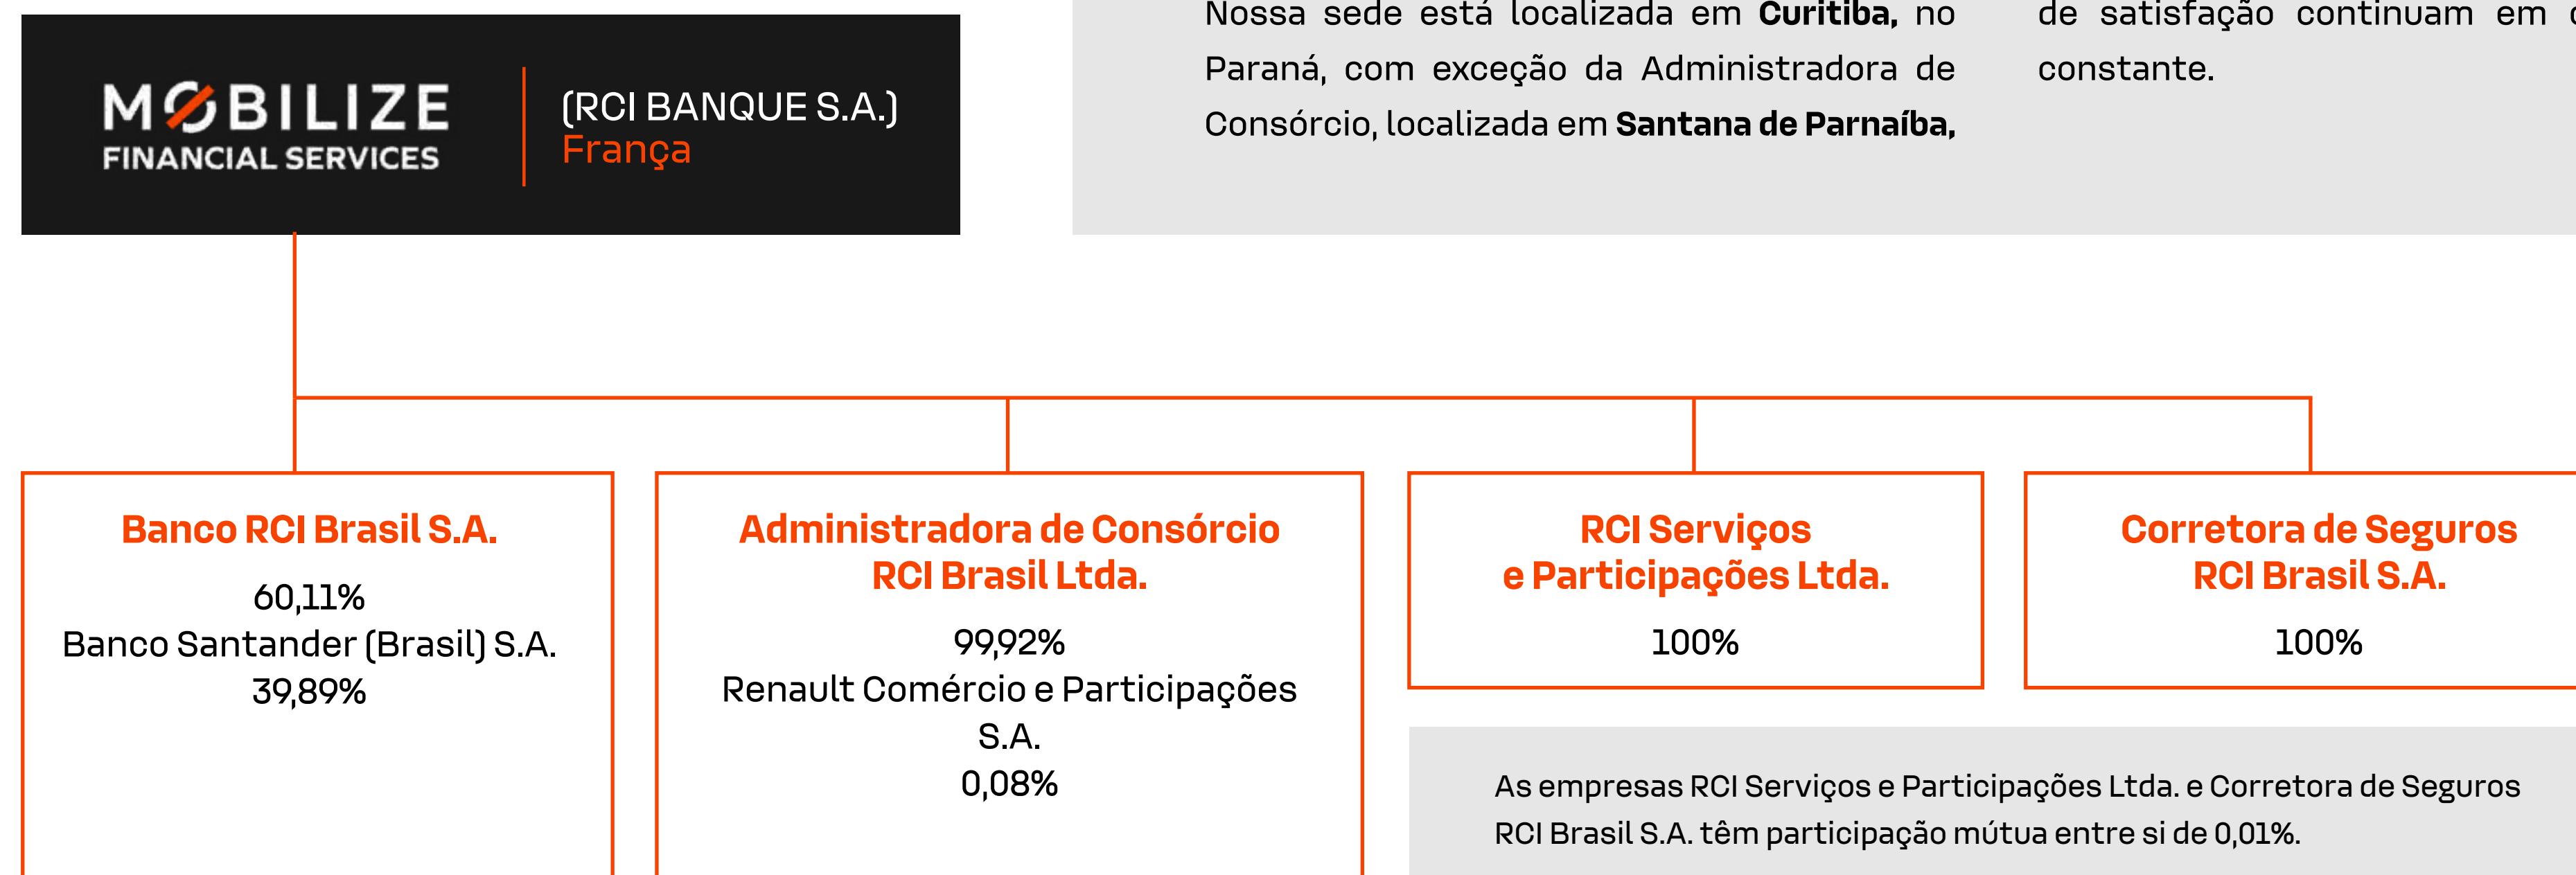 MOBILIZE
FINANCIAL SERVICES
(RCI BANQUE S.A.)
França
Nossa sede está localizada em Curitiba, no
Paraná, com exceção da Administradora de
Consórcio, localizada em Santana de Parnaíba,
de satisfação continuam em
constante.
Banco RCI Brasil S.A.
60,11%
Banco Santander (Brasil) S.A.
39,89%
Administradora de Consórcio
RCI Brasil Ltda.
99,92%
Renault Comércio e Participações
S.A.
0,08%
RCI Serviços
e Participações Ltda.
100%
Corretora de Seguros
RCI Brasil S.A.
100%
As empresas RCI Serviços e Participações Ltda. e Corretora de Seguros
RCI Brasil S.A. têm participação mútua entre si de 0,01%.